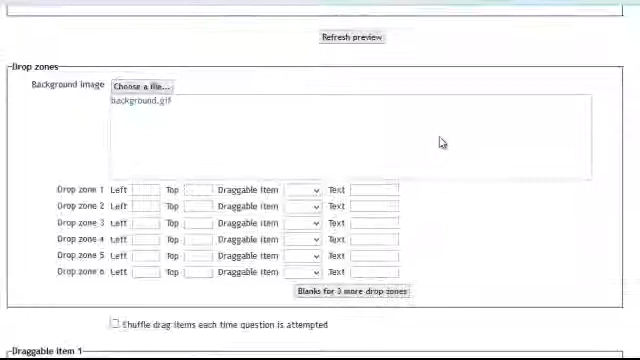 Refresh preview
Drop zones
Background image Choose a file...
background.gif
Drop zone 1 Left Top Draggable item Text
Drop zone 2 Left Top Draggable item Text
Drop zone 3 Left Top Draggable item Text
Drop zone 4 Left Top Draggable item Text
Drop zone 5 Left Top Draggable item Text
Drop zone 6 Left Top Draggable item Text
Blanks for 3 more drop zones
Shuffle drag items each time question is attempted
Draggable item 1